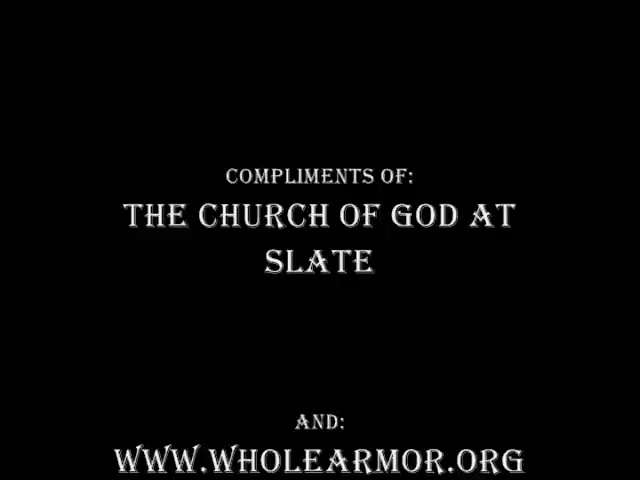 COMPLIMENTS OF:
THE CHURCH OF GOD AT
SLATE
AND:
WWW.WHOLEARMOR.ORG